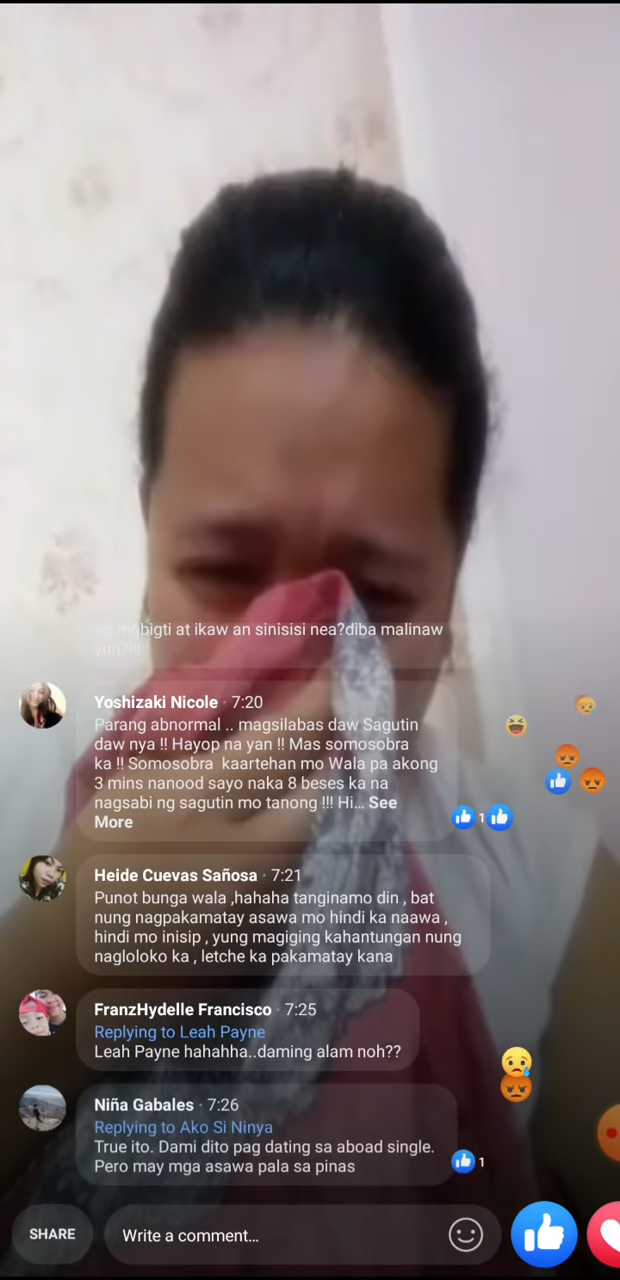 mabigti at ikaw an sinisisi nea?diba malinaw
yun?!!!
Yoshizaki Nicole · 7:20
Parang abnormal .. magsilabas daw Sagutin
daw nya !! Hayop na yan !! Mas somosobra
ka !! Somosobra  kaartehan mo Wala pa akong
3 mins nanood sayo naka 8 beses ka na
nagsabi ng sagutin mo tanong !!! Hi... See
More
1
Heide Cuevas Sañosa · 7:21
Punot bunga wala ,hahaha tanginamo din , bat
nung nagpakamatay asawa mo hindi ka naawa ,
hindi mo inisip , yung magiging kahantungan nung
nagloloko ka , letche ka pakamatay kana
FranzHydelle Francisco · 7:25
Replying to Leah Payne
Leah Payne hahahha..daming alam noh??
Niña Gabales · 7:26
Replying to Ako Si Ninya
True ito. Dami dito pag dating sa aboad single.
Pero may mga asawa pala sa pinas
1
SHARE
Write a comment...